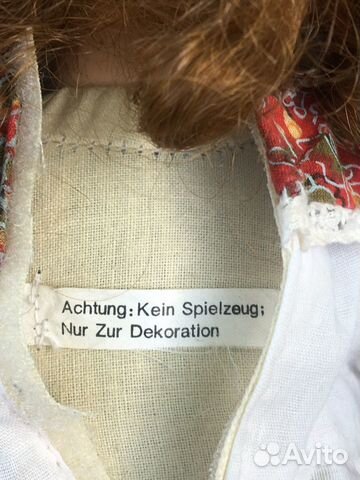 Achtung: Kein Spielzeug;
Nur Zur Dekoration
Avito